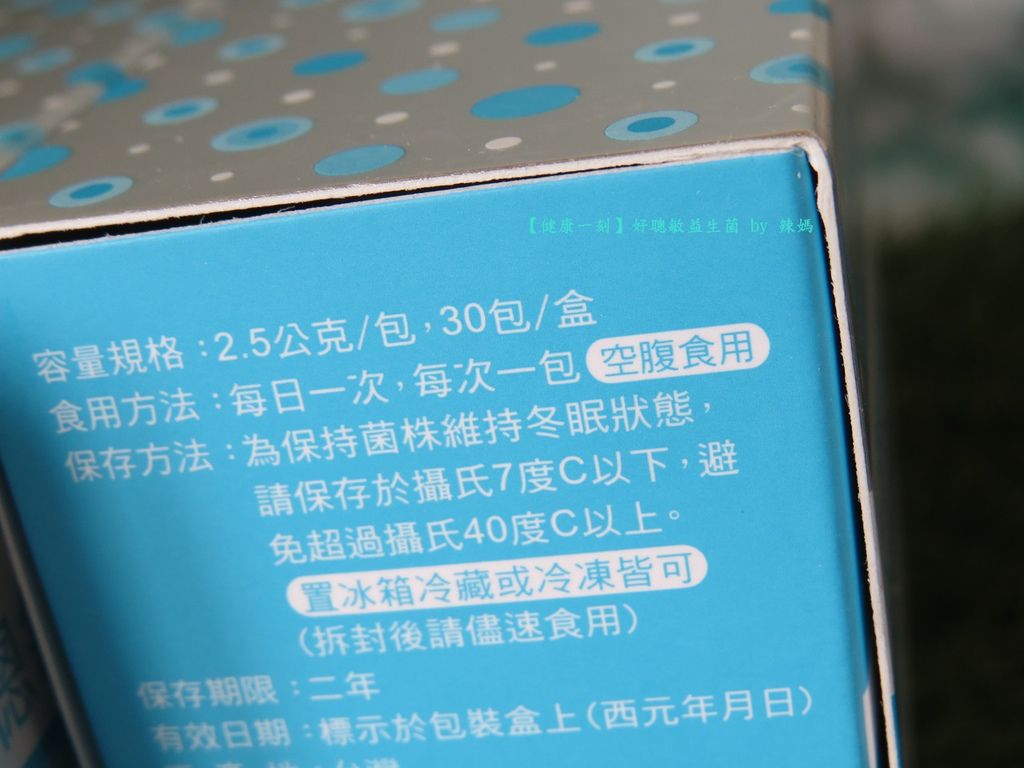 【健康一刻】好聰敏益生菌 by 辣媽
容量規格：2.5公克/包，30包/盒
食用方法：每日一次，每次一包 空腹食用
保存方法：為保持菌株維持冬眠狀態，
請保存於攝氏7度C以下，避
免超過攝氏40度C以上。
置冰箱冷藏或冷凍皆可
（拆封後請儘速食用）
保存期限：二年
有效日期：標示於包裝盒上（西元年月日）